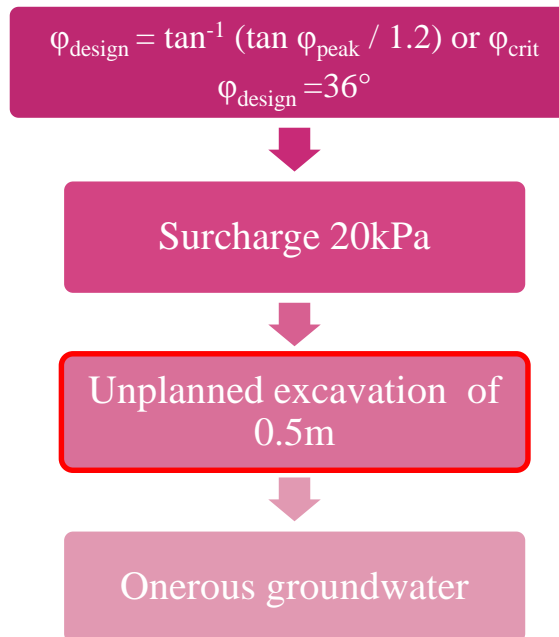 φdesign = tan-1 (tan φpeak / 1.2) or φcrit
φdesign =36°
Surcharge 20kPa
Unplanned excavation of
0.5m
Onerous groundwater